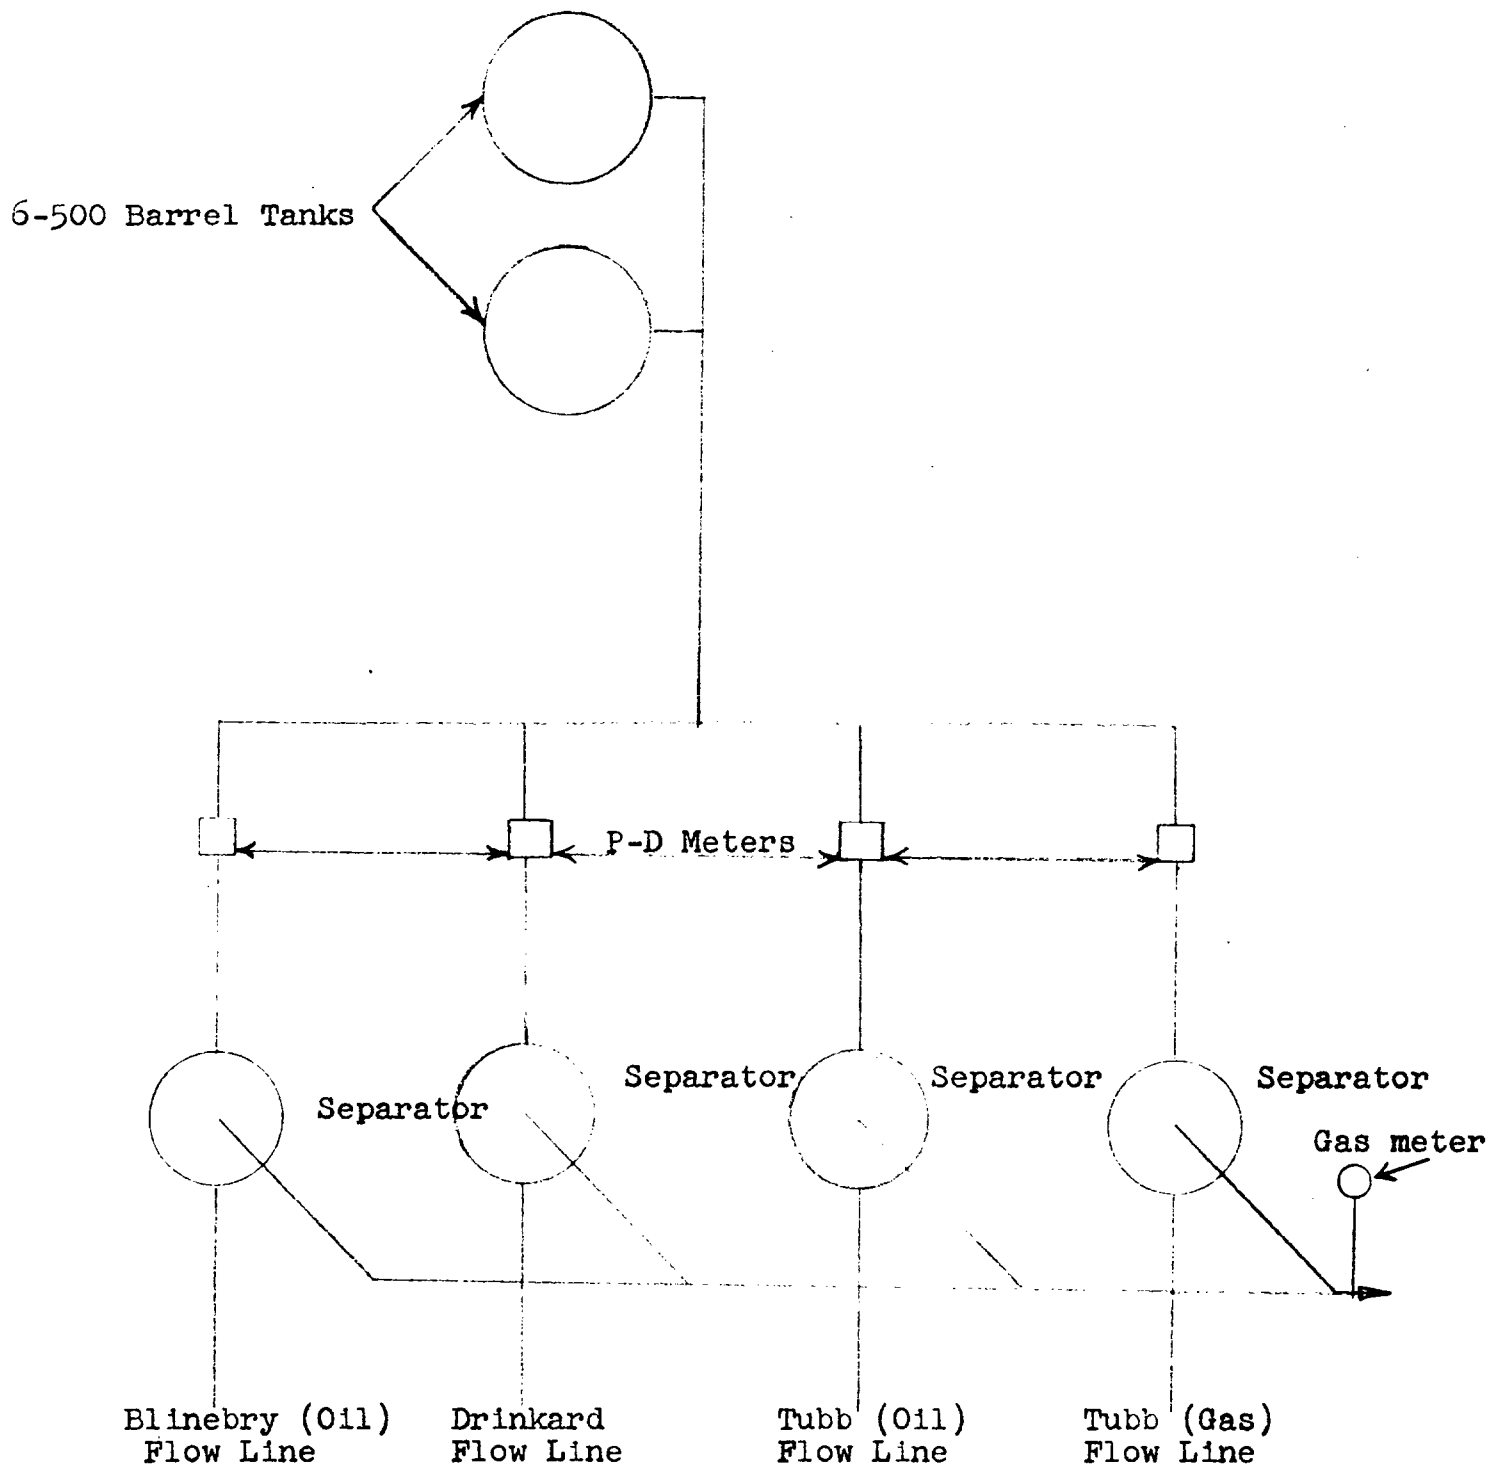 6-500 Barrel Tanks
P-D Meters
Separator
Separator
Separator
Separator
Gas meter
Blinebry (Oil)
Flow Line
Drinkard
Flow Line
Tubb (Oil)
Flow Line
Tubb (Gas)
Flow Line